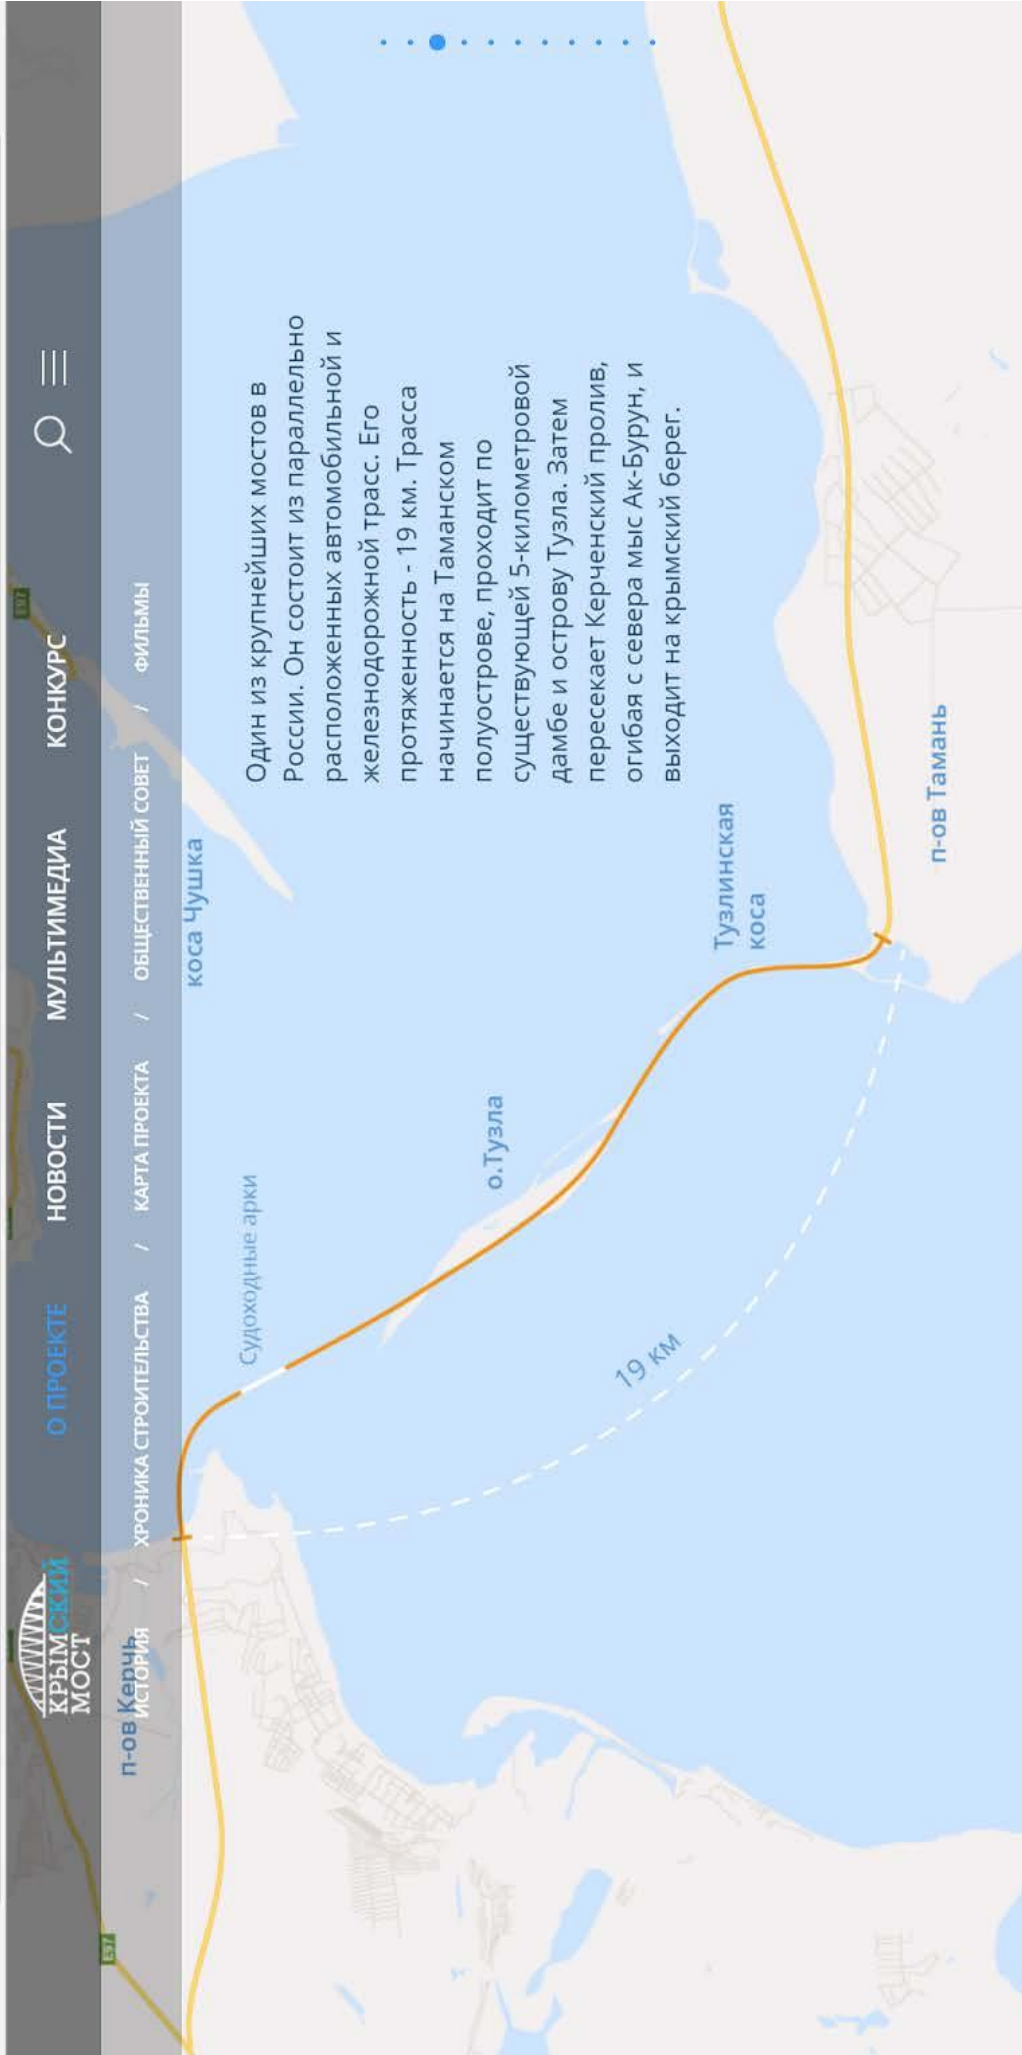 КРЫМСКИЙ
МОСТ
О ПРОЕКТЕ
НОВОСТИ
МУЛЬТИМЕДИА
КОНКУРС
ИСТОРИЯ / ХРОНИКА СТРОИТЕЛЬСТВА / КАРТА ПРОЕКТА / ОБЩЕСТВЕННЫЙ СОВЕТ / ФИЛЬМЫ
E97
E97
п-ов Керчь
коса Чушка
Судоходные арки
Один из крупнейших мостов в
России. Он состоит из параллельно
расположенных автомобильной и
железнодорожной трасс. Его
протяженность - 19 км. Трасса
начинается на Таманском
полуострове, проходит по
существующей 5-километровой
дамбе и острову Тузла. Затем
пересекает Керченский пролив,
огибая с севера мыс Ак-Бурун, и
выходит на крымский берег.
о.Тузла
19 км
Тузлинская
коса
п-ов Тамань